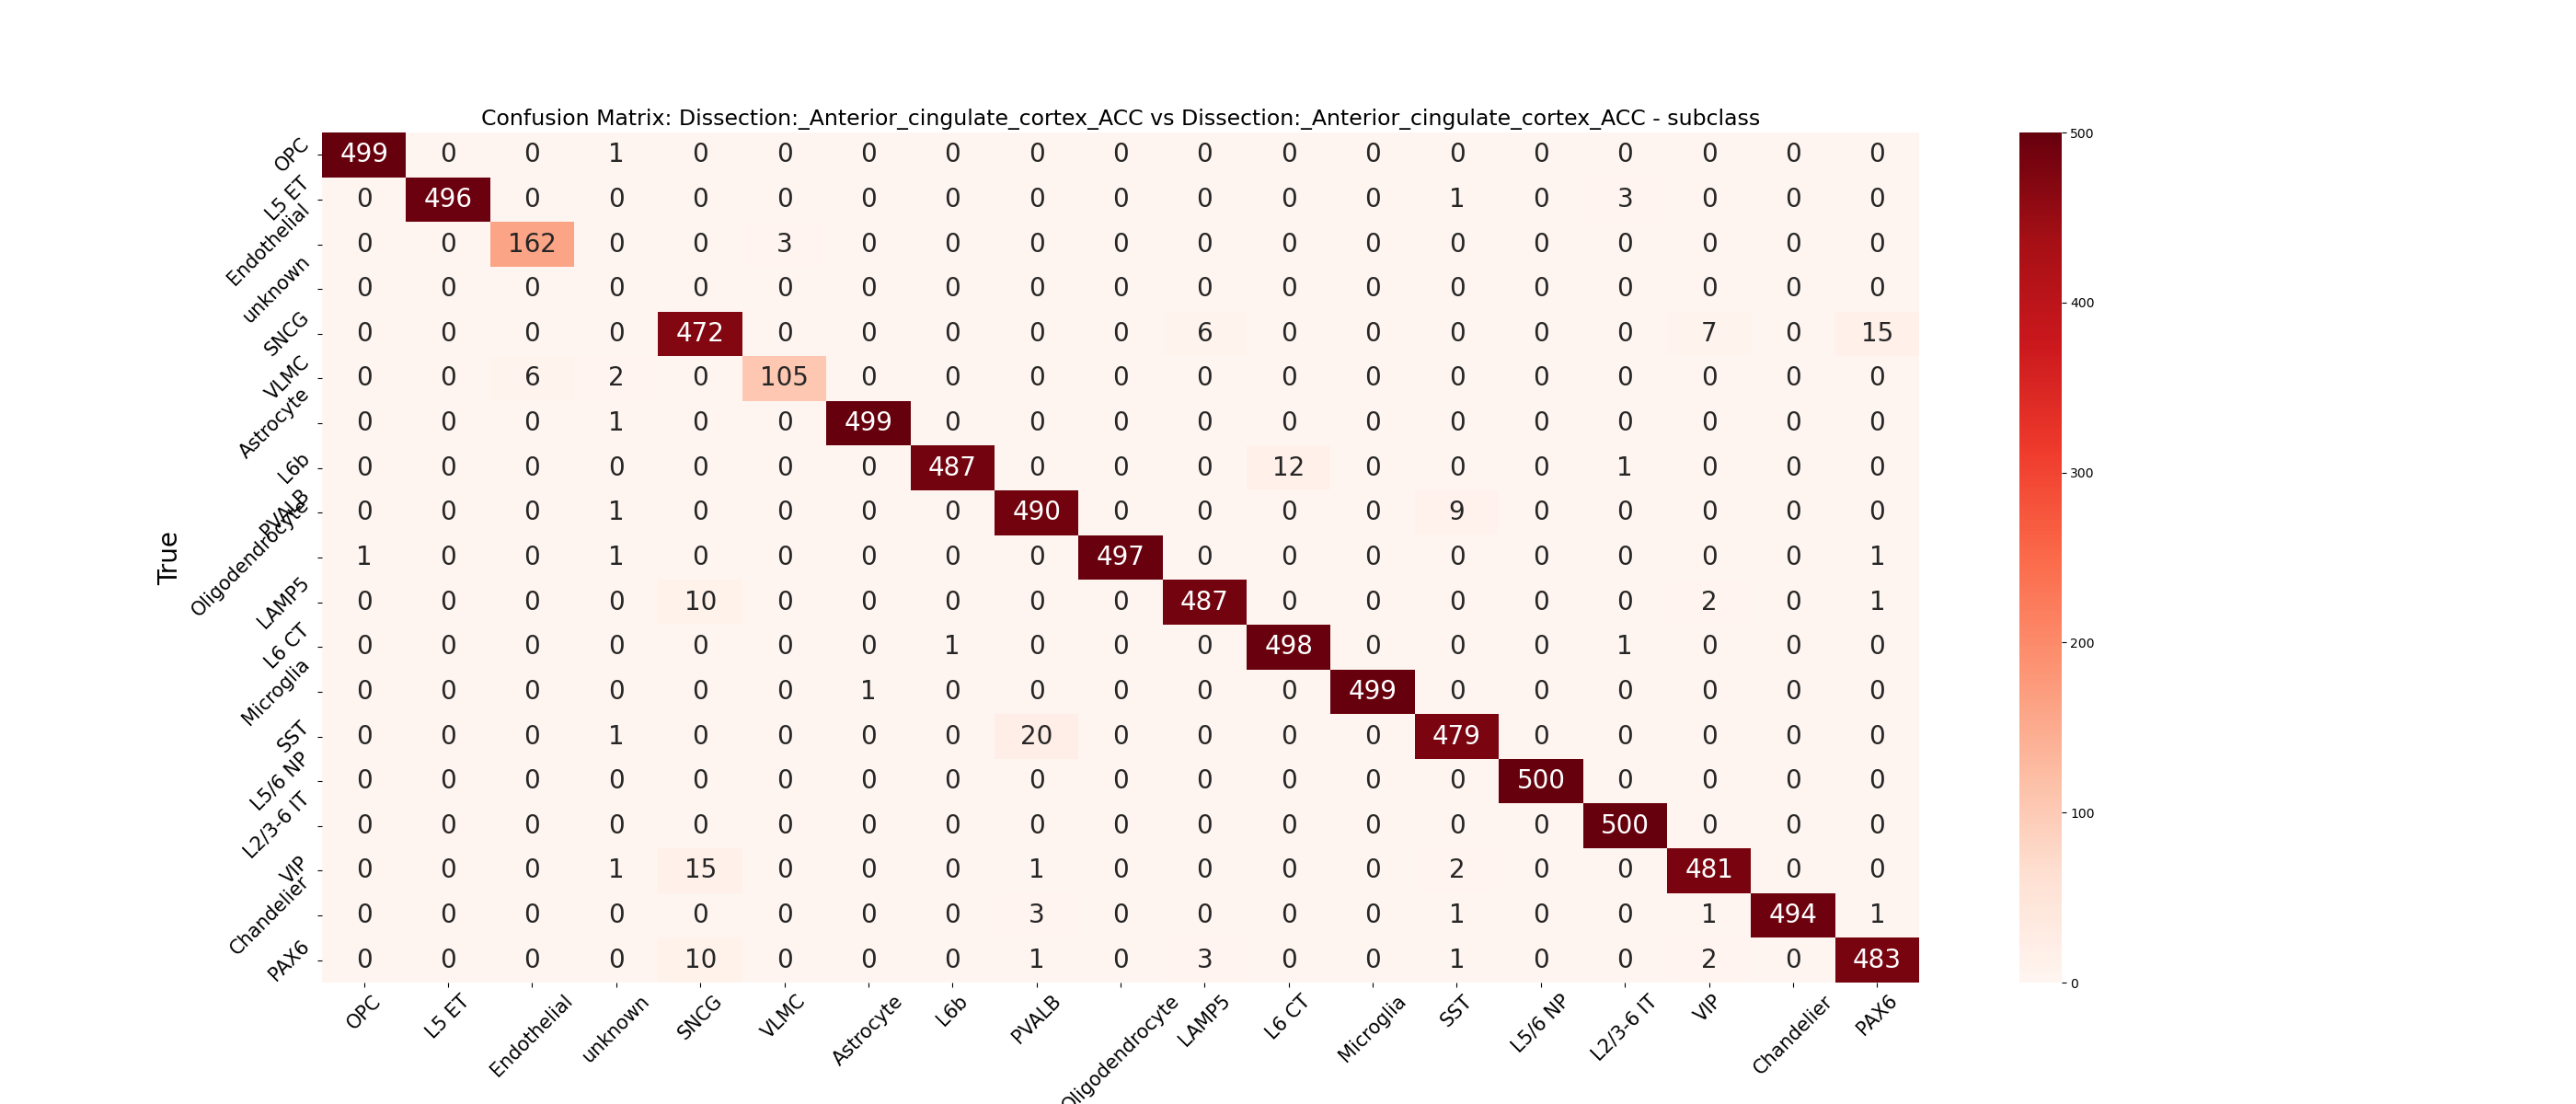 Confusion Matrix: Dissection:_Anterior_cingulate_cortex_ACC vs Dissection:_Anterior_cingulate_cortex_ACC - subclass
True
OPC 499 0 0 1 0 0 0 0 0 0 0 0 0 0 0 0 0 0 0
L5 ET 0 496 0 0 0 0 0 0 0 0 0 0 0 1 0 3 0 0 0
Endothelial 0 0 162 0 0 3 0 0 0 0 0 0 0 0 0 0 0 0 0
unknown 0 0 0 0 0 0 0 0 0 0 0 0 0 0 0 0 0 0 0
SNCG 0 0 0 0 472 0 0 0 0 0 6 0 0 0 0 0 7 0 15
VLMC 0 0 6 2 0 105 0 0 0 0 0 0 0 0 0 0 0 0 0
Astrocyte 0 0 0 1 0 0 499 0 0 0 0 0 0 0 0 0 0 0 0
L6b 0 0 0 0 0 0 0 487 0 0 0 12 0 0 0 1 0 0 0
PVALB 0 0 0 1 0 0 0 0 490 0 0 0 0 9 0 0 0 0 0
Oligodendrocyte 1 0 0 1 0 0 0 0 0 497 0 0 0 0 0 0 0 0 1
LAMP5 0 0 0 0 10 0 0 0 0 0 487 0 0 0 0 0 2 0 1
L6 CT 0 0 0 0 0 0 0 1 0 0 0 498 0 0 0 1 0 0 0
Microglia 0 0 0 0 0 0 1 0 0 0 0 0 499 0 0 0 0 0 0
SST 0 0 0 1 0 0 0 0 20 0 0 0 0 479 0 0 0 0 0
L5/6 NP 0 0 0 0 0 0 0 0 0 0 0 0 0 0 500 0 0 0 0
L2/3-6 IT 0 0 0 0 0 0 0 0 0 0 0 0 0 0 0 500 0 0 0
VIP 0 0 0 1 15 0 0 0 1 0 0 0 0 2 0 0 481 0 0
Chandelier 0 0 0 0 0 0 0 0 3 0 0 0 0 1 0 0 1 494 1
PAX6 0 0 0 0 10 0 0 0 1 0 3 0 0 1 0 0 2 0 483
OPC L5 ET Endothelial unknown SNCG VLMC Astrocyte L6b PVALB Oligodendrocyte LAMP5 L6 CT Microglia SST L5/6 NP L2/3-6 IT VIP Chandelier PAX6
500
400
300
200
100
0